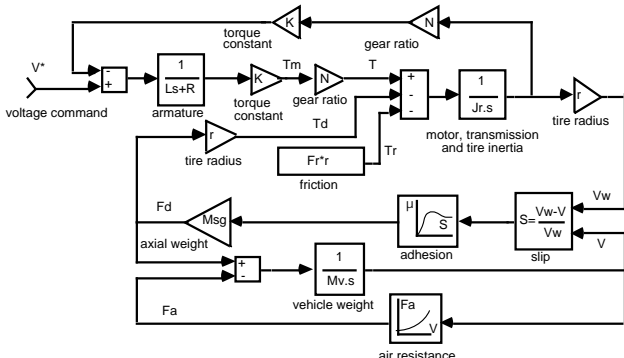 K
N
torque
constant
gear ratio
V*
-
+
1
Ls+R
K
Tm
N
T
+
-
-
1
Jr.s
r
voltage command
armature
torque
constant
gear ratio
motor, transmission
and tire inertia
tire radius
r
Td
tire radius
Fr*r
Tr
friction
Fd
Msg
axial weight
μ
S
adhesion
S=
Vw-V
Vw
slip
Vw
V
+
-
1
Mv.s
vehicle weight
Fa
Fa
V
air resistance